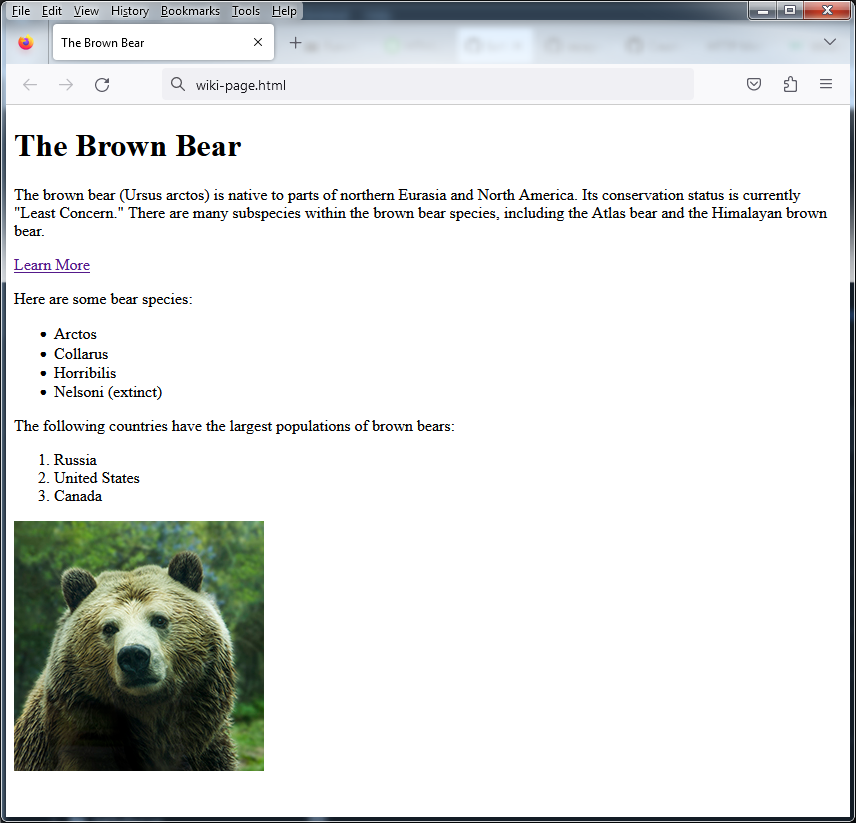 File Edit View History Bookmarks Tools Help
The Brown Bear
wiki-page.html
The Brown Bear
The brown bear (Ursus arctos) is native to parts of northern Eurasia and North America. Its conservation status is currently
"Least Concern." There are many subspecies within the brown bear species, including the Atlas bear and the Himalayan brown
bear.
Learn More
Here are some bear species:
• Arctos
• Collarus
• Horribilis
• Nelsoni (extinct)
The following countries have the largest populations of brown bears:
1. Russia
2. United States
3. Canada